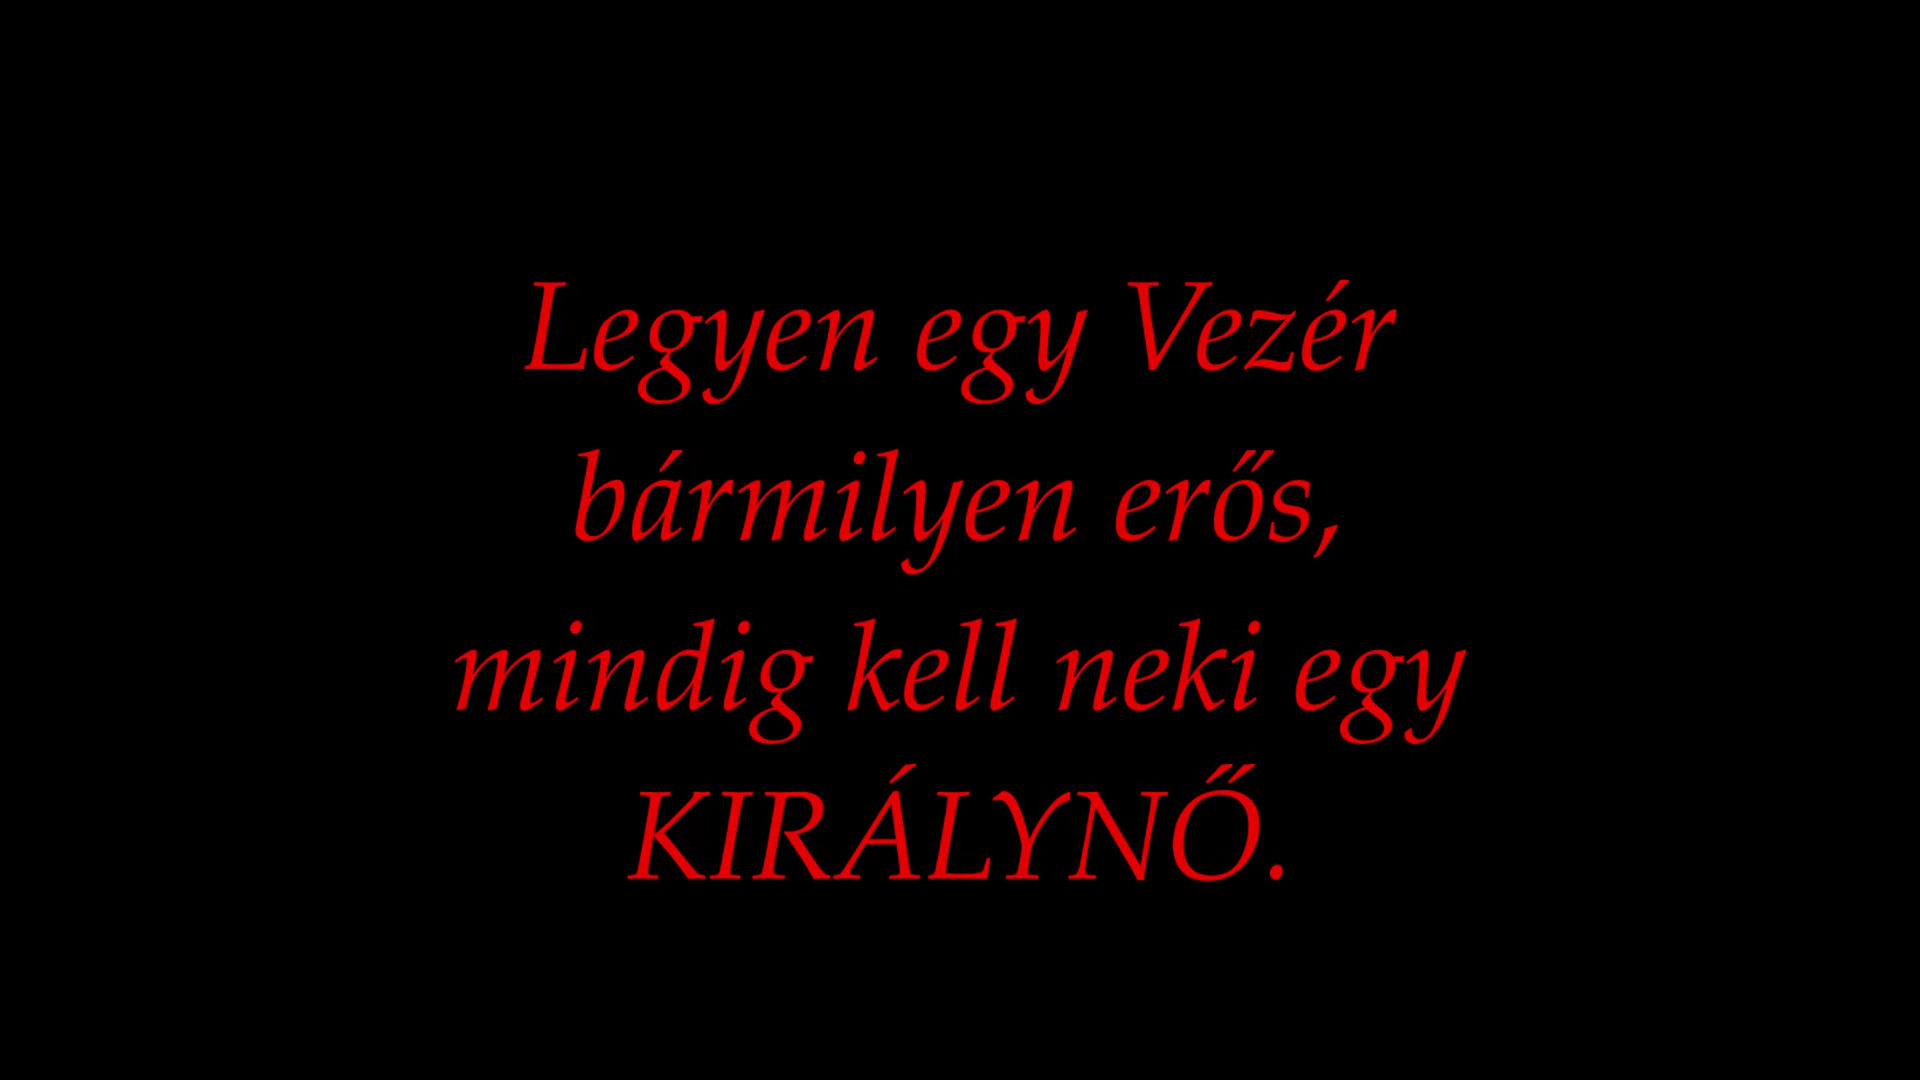 Legyen egy Vezér
bármilyen erős,
mindig kell neki egy
KIRÁLYNŐ.